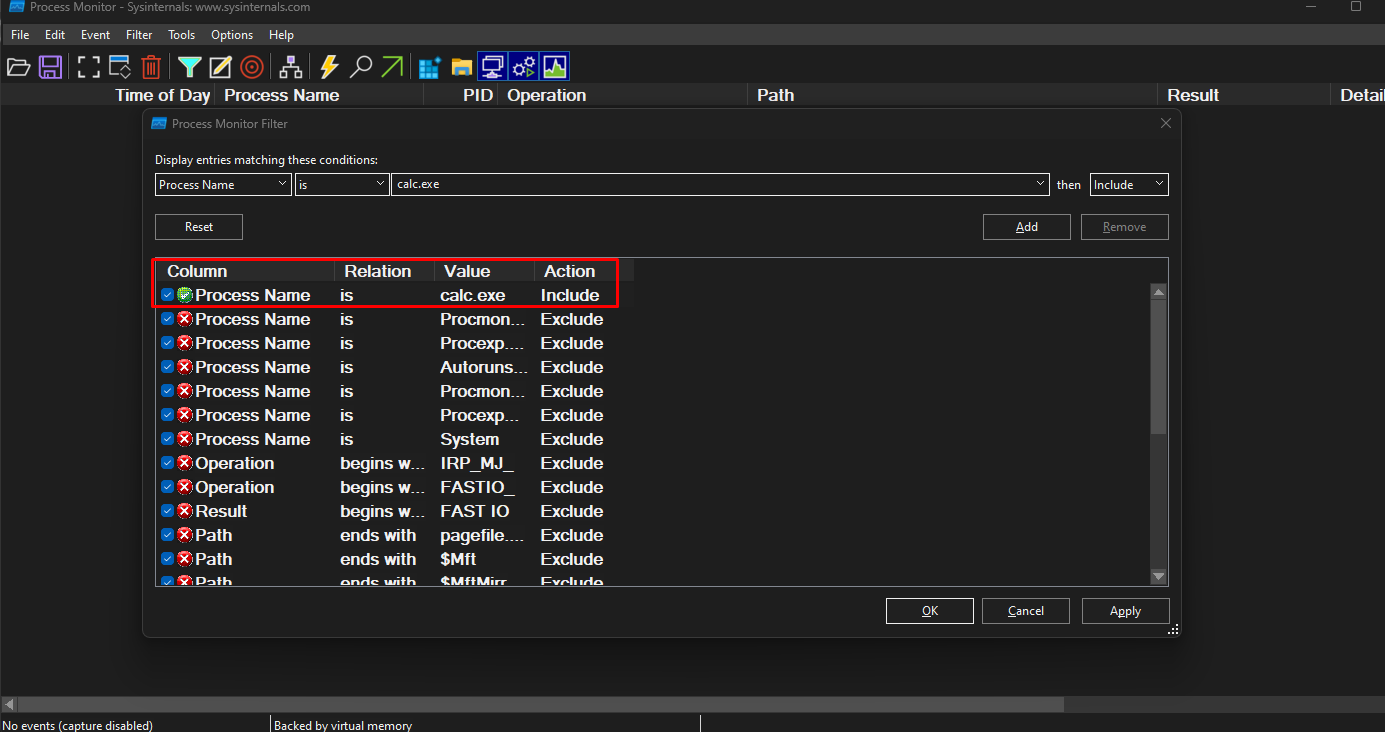 Process Monitor - Sysinternals: www.sysinternals.com
File Edit Event Filter Tools Options Help
Time of Day Process Name PID Operation Path Result Detail
Process Monitor Filter
Display entries matching these conditions:
Process Name is calc.exe then Include
Reset Add Remove
Column Relation Value Action
Process Name is calc.exe Include
Process Name is Procmon... Exclude
Process Name is Procexp.... Exclude
Process Name is Autoruns... Exclude
Process Name is Procmon... Exclude
Process Name is Procexp... Exclude
Process Name is System Exclude
Operation begins w... IRP_MJ_ Exclude
Operation begins w... FASTIO_ Exclude
Result begins w... FAST IO Exclude
Path ends with pagefile.... Exclude
Path ends with $Mft Exclude
Path ends with $MftMirr Exclude
OK Cancel Apply
No events (capture disabled) Backed by virtual memory